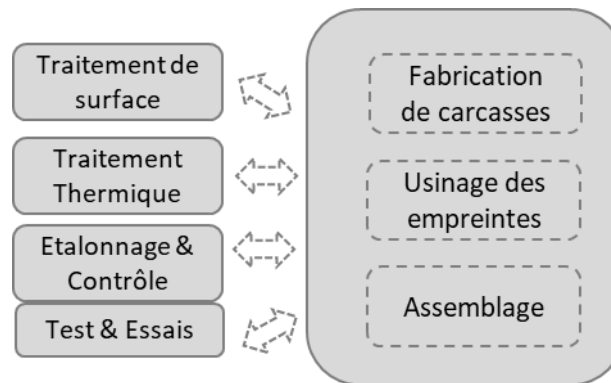 Traitement de
surface
Traitement
Thermique
Etalonnage &
Contrôle
Test & Essais
Fabrication
de carcasses
Usinage des
empreintes
Assemblage